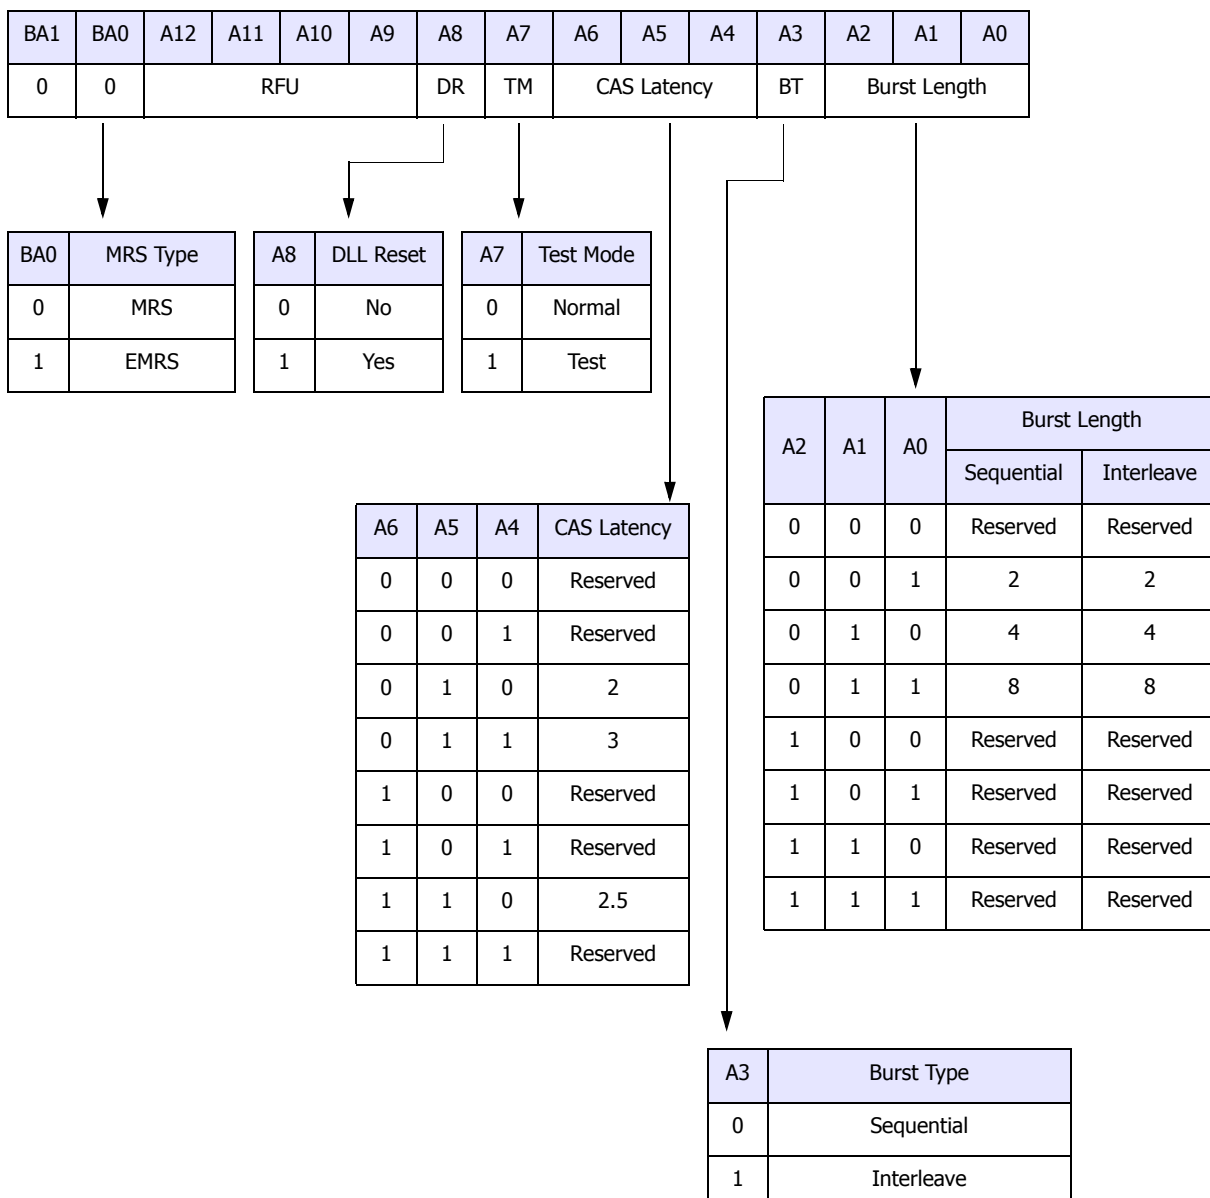 BA1 BA0 A12 A11 A10 A9 A8 A7 A6 A5 A4 A3 A2 A1 A0
0 0 RFU DR TM CAS Latency BT Burst Length
BA0 MRS Type
0 MRS
1 EMRS
A8 DLL Reset
0 No
1 Yes
A7 Test Mode
0 Normal
1 Test
A6 A5 A4 CAS Latency
0 0 0 Reserved
0 0 1 Reserved
0 1 0 2
0 1 1 3
1 0 0 Reserved
1 0 1 Reserved
1 1 0 2.5
1 1 1 Reserved
A2 A1 A0 Burst Length
Sequential Interleave
0 0 0 Reserved Reserved
0 0 1 2 2
0 1 0 4 4
0 1 1 8 8
1 0 0 Reserved Reserved
1 0 1 Reserved Reserved
1 1 0 Reserved Reserved
1 1 1 Reserved Reserved
A3 Burst Type
0 Sequential
1 Interleave